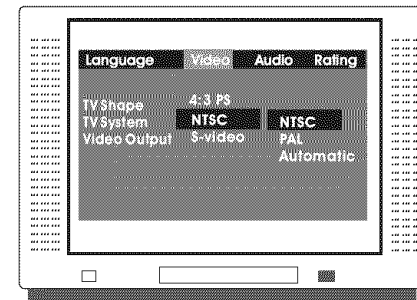 Language Video Audio Rating
TV Shape 4:3 PS
TV System NTSC NTSC
Video Output S-video PAL
Automatic